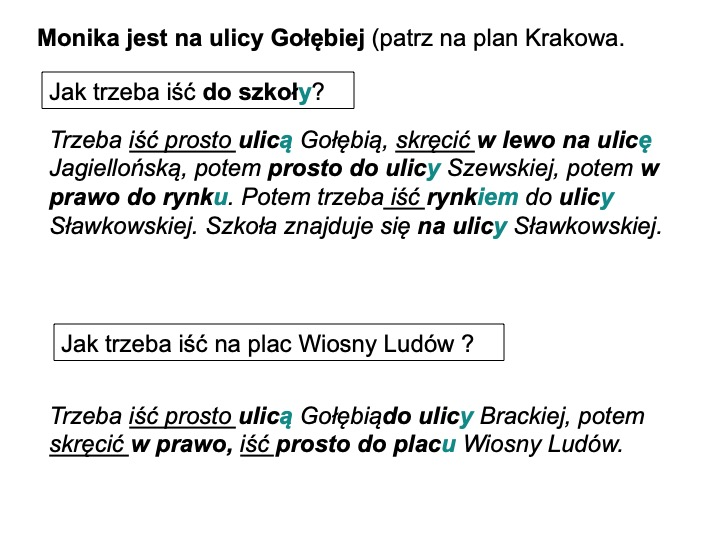 Monika jest na ulicy Gołębiej (patrz na plan Krakowa.
Jak trzeba iść do szkoły?
Trzeba iść prosto ulicą Gołębią, skręcić w lewo na ulicę
Jagiellońską, potem prosto do ulicy Szewskiej, potem w
prawo do rynku. Potem trzeba iść rynkiem do ulicy
Sławkowskiej. Szkoła znajduje się na ulicy Sławkowskiej.
Jak trzeba iść na plac Wiosny Ludów ?
Trzeba iść prosto ulicą Gołębiądo ulicy Brackiej, potem
skręcić w prawo, iść prosto do placu Wiosny Ludów.